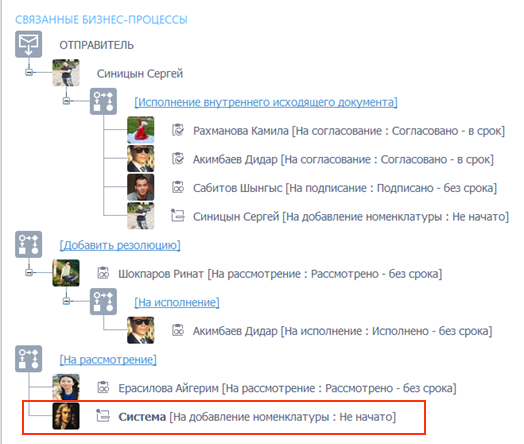 СВЯЗАННЫЕ БИЗНЕС-ПРОЦЕССЫ
ОТПРАВИТЕЛЬ
Синицын Сергей
[Исполнение внутреннего исходящего документа]
Рахманова Камила [На согласование : Согласовано - в срок]
Акимбаев Дидар [На согласование : Согласовано - в срок]
Сабитов Шынгыс [На подписание : Подписано - без срока]
Синицын Сергей [На добавление номенклатуры : Не начато]
[Добавить резолюцию]
Шокпаров Ринат [На рассмотрение : Рассмотрено - без срока]
[На исполнение]
Акимбаев Дидар [На исполнение : Исполнено - без срока]
[На рассмотрение]
Ерасилова Айгерим [На рассмотрение : Рассмотрено - без срока]
Система [На добавление номенклатуры : Не начато]